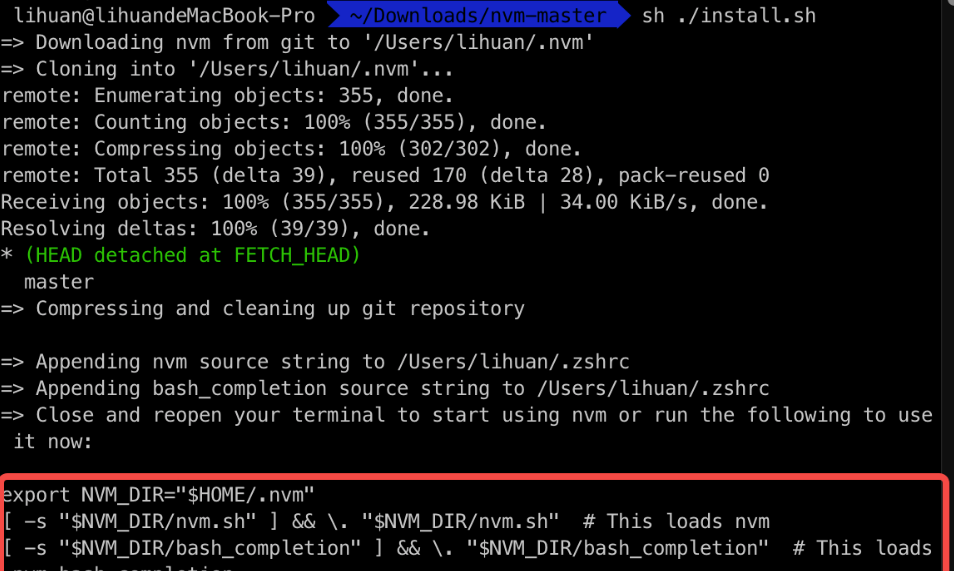 lihuan@lihuandeMacBook-Pro ~/Downloads/nvm-master sh ./install.sh
=> Downloading nvm from git to '/Users/lihuan/.nvm'
=> Cloning into '/Users/lihuan/.nvm'...
remote: Enumerating objects: 355, done.
remote: Counting objects: 100% (355/355), done.
remote: Compressing objects: 100% (302/302), done.
remote: Total 355 (delta 39), reused 170 (delta 28), pack-reused 0
Receiving objects: 100% (355/355), 228.98 KiB | 34.00 KiB/s, done.
Resolving deltas: 100% (39/39), done.
* (HEAD detached at FETCH_HEAD)
master
=> Compressing and cleaning up git repository
=> Appending nvm source string to /Users/lihuan/.zshrc
=> Appending bash_completion source string to /Users/lihuan/.zshrc
=> Close and reopen your terminal to start using nvm or run the following to use
it now:
export NVM_DIR="$HOME/.nvm"
[ -s "$NVM_DIR/nvm.sh" ] && \. "$NVM_DIR/nvm.sh"  # This loads nvm
[ -s "$NVM_DIR/bash_completion" ] && \. "$NVM_DIR/bash_completion"  # This loads
nvm bash_completion